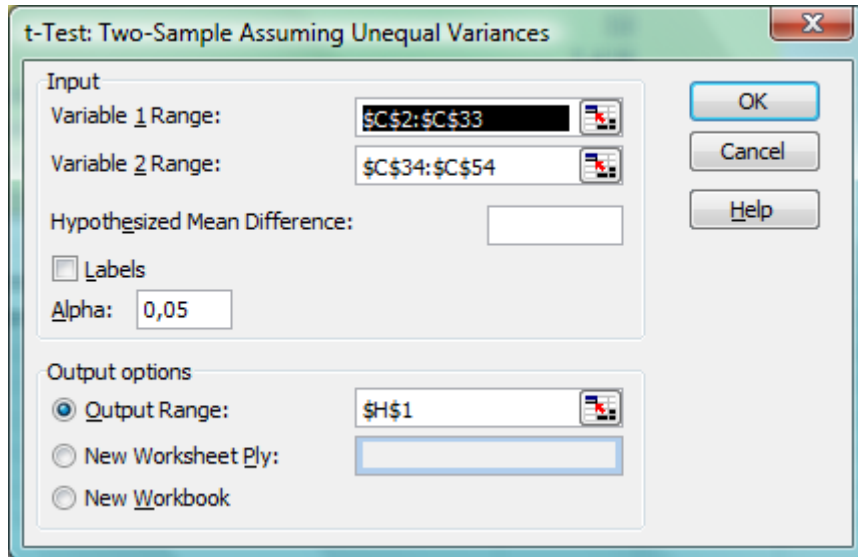 t-Test: Two-Sample Assuming Unequal Variances
Input
Variable 1 Range: $C$2:$C$33
Variable 2 Range: $C$34:$C$54
Hypothesized Mean Difference:
Labels
Alpha: 0,05
OK
Cancel
Help
Output options
Output Range: $H$1
New Worksheet Ply:
New Workbook